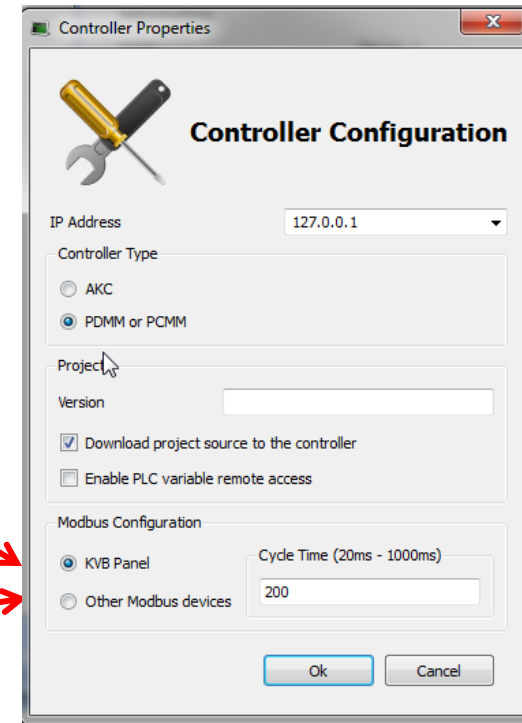 Controller Properties
Controller Configuration
IP Address 127.0.0.1
Controller Type
AKC
PDMM or PCMM
Project
Version
Download project source to the controller
Enable PLC variable remote access
Modbus Configuration
KVB Panel
Cycle Time (20ms - 1000ms)
Other Modbus devices
200
Ok Cancel